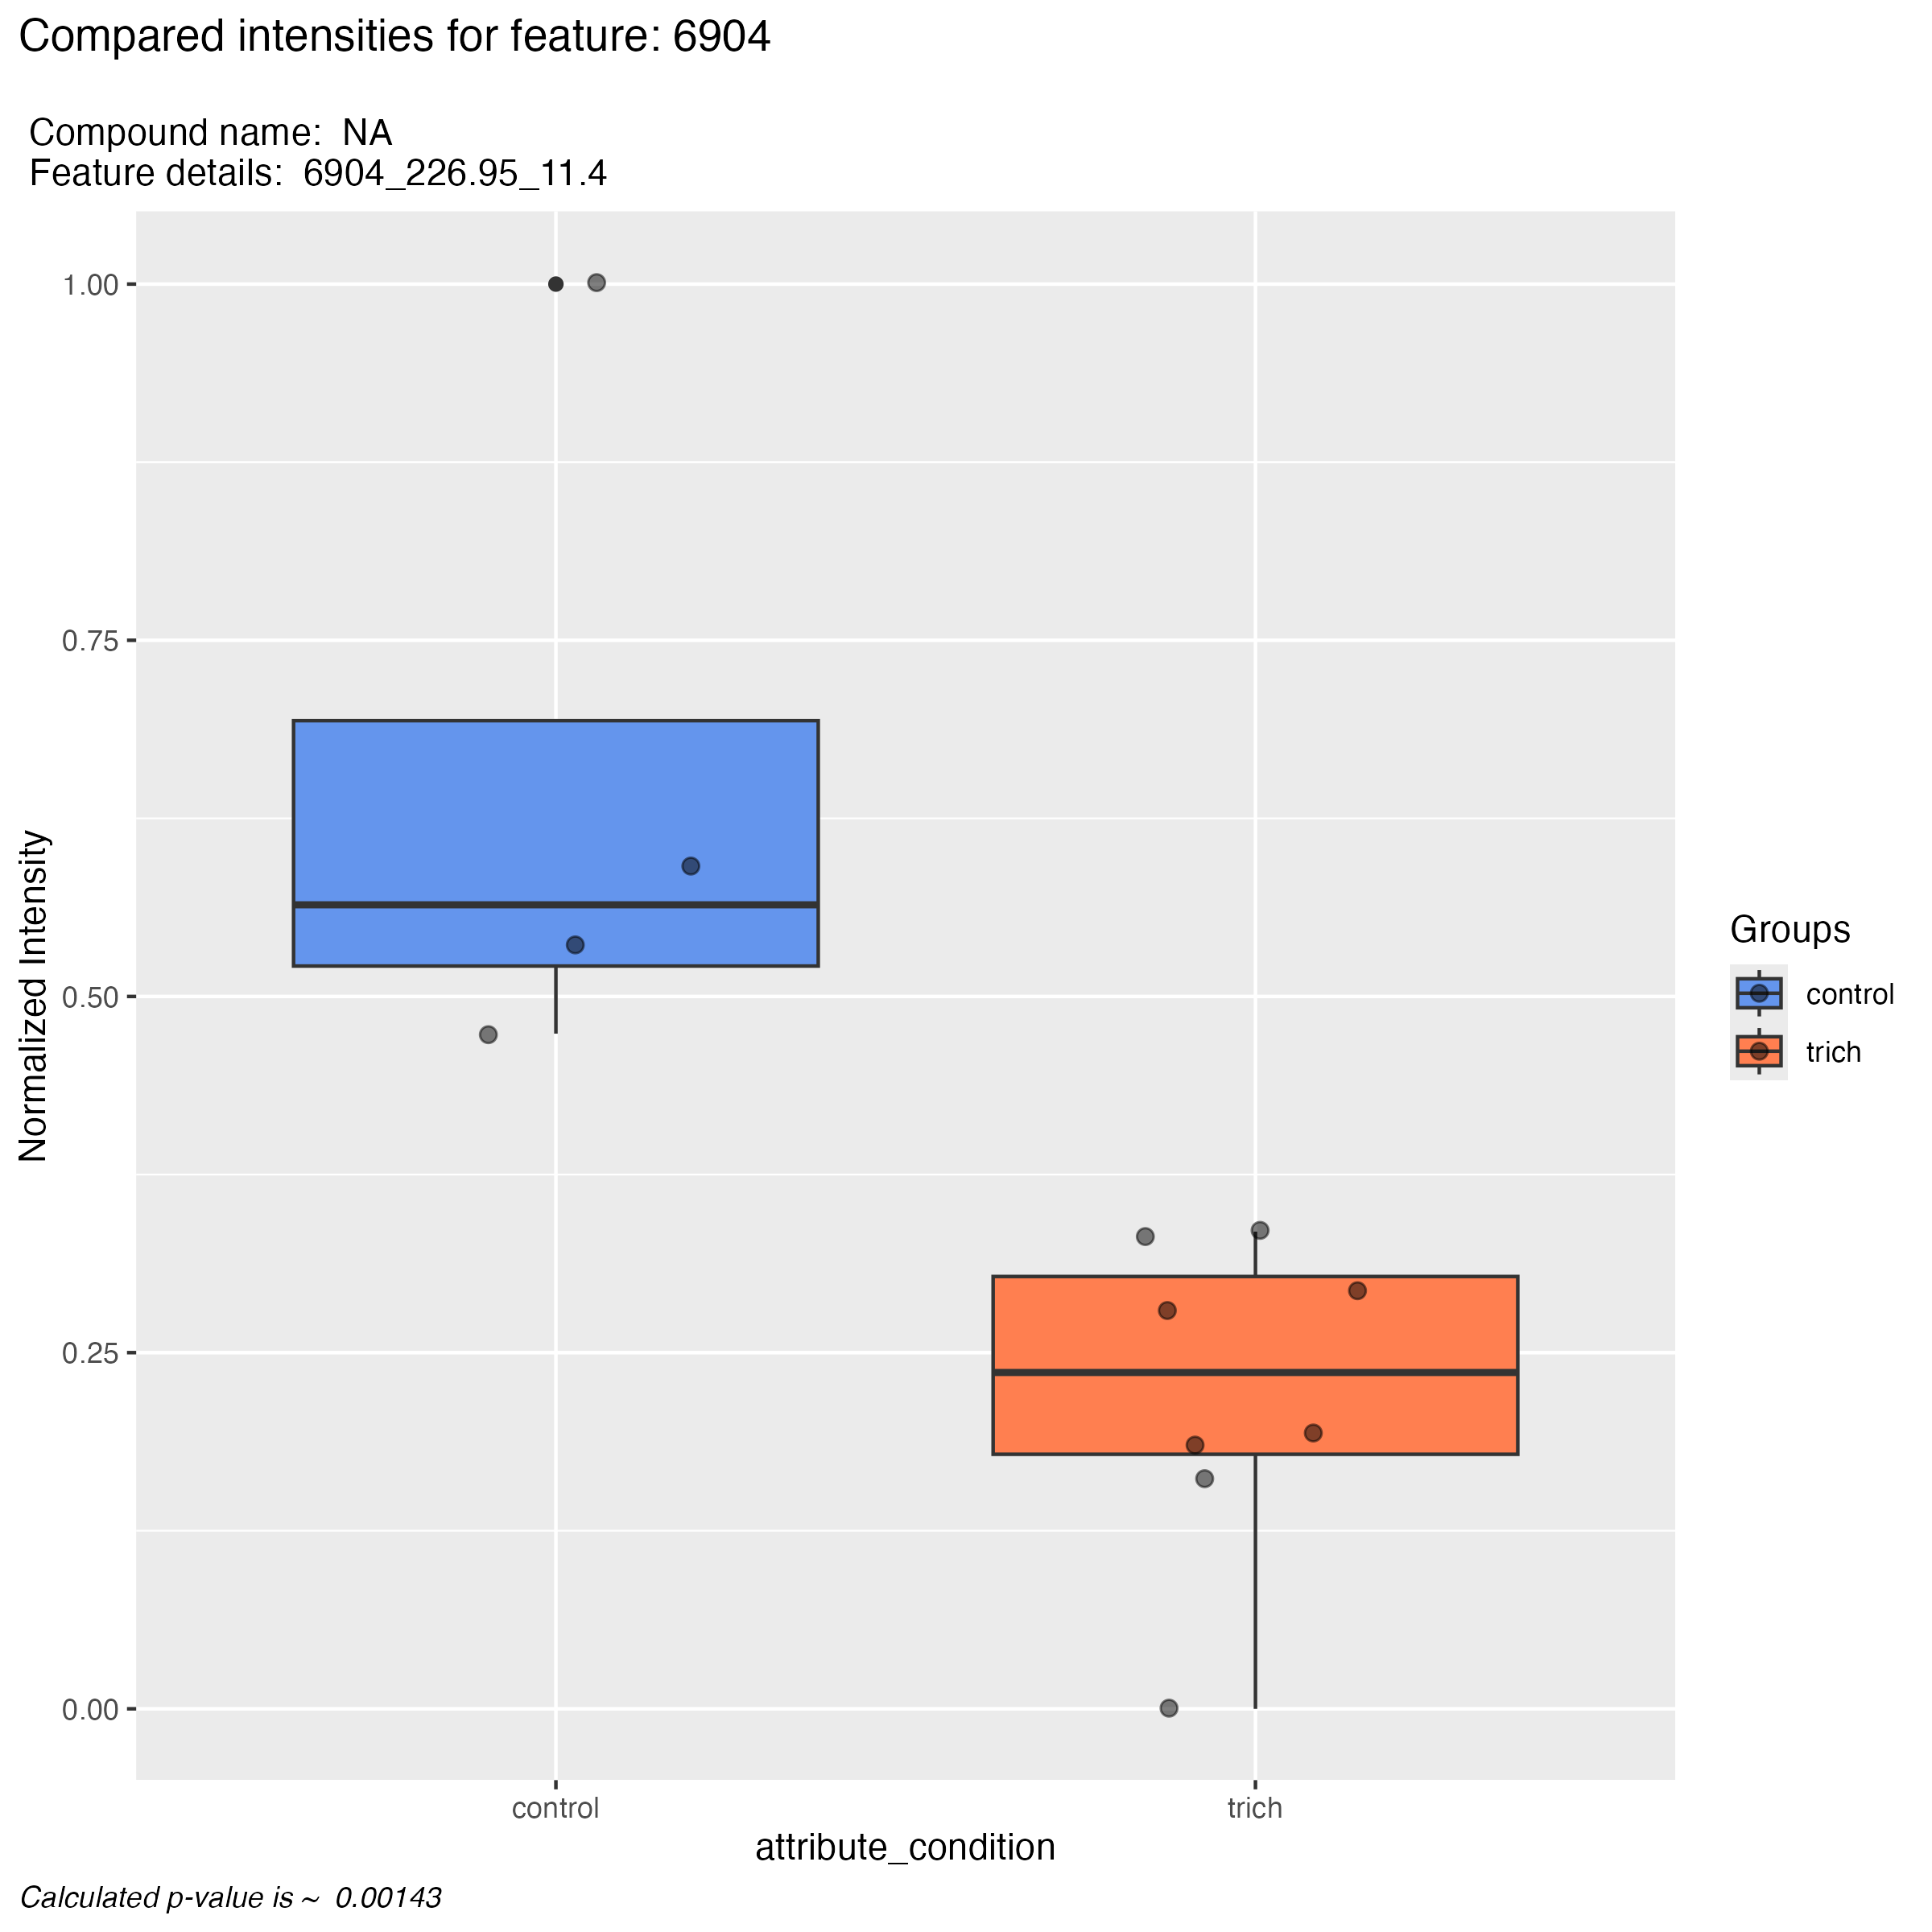 Compared intensities for feature: 6904
Compound name:  NA
Feature details:  6904_226.95_11.4
1.00
0.75
0.50
0.25
0.00
Normalized Intensity
control
trich
attribute_condition
Groups
control
trich
Calculated p-value is ~  0.00143